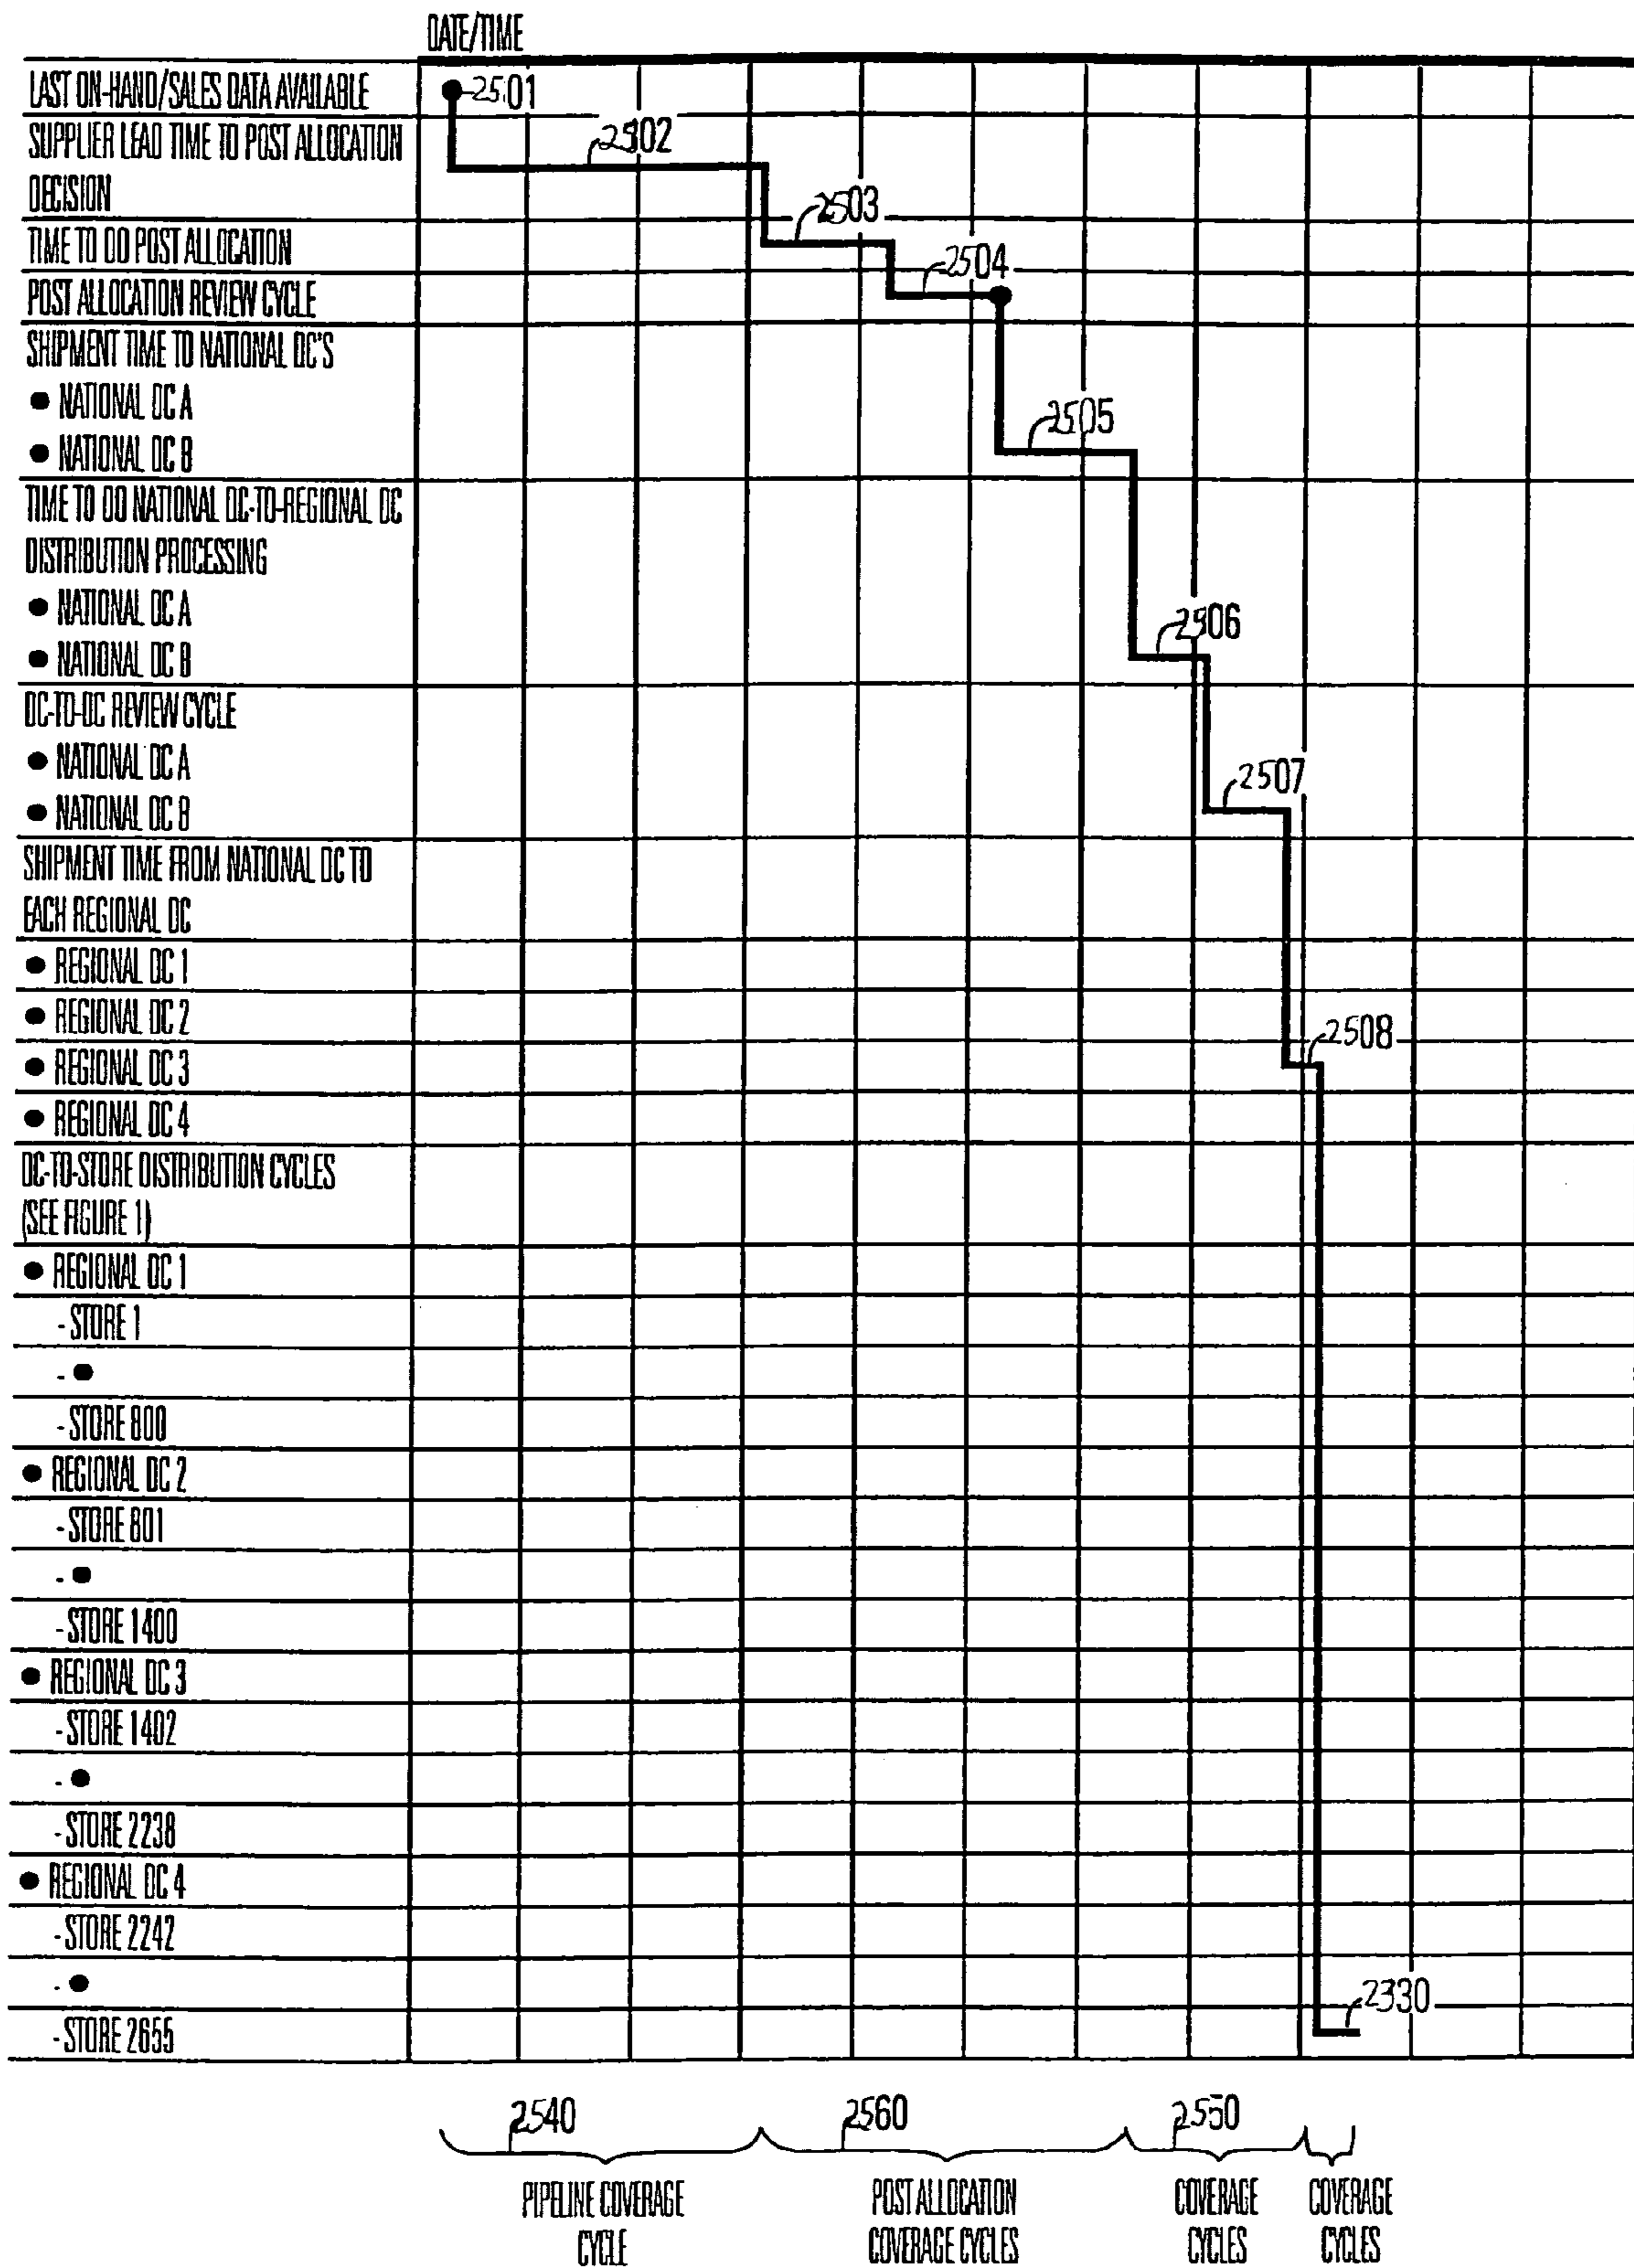 DATE/TIME
LAST ON-HAND/SALES DATA AVAILABLE
2501
SUPPLIER LEAD TIME TO POST ALLOCATION
2502
DECISION
2503
TIME TO DO POST ALLOCATION
2504
POST ALLOCATION REVIEW CYCLE
SHIPMENT TIME TO NATIONAL DC'S
● NATIONAL DC A
2505
● NATIONAL DC B
TIME TO DO NATIONAL DC-TO-REGIONAL DC
DISTRIBUTION PROCESSING
● NATIONAL DC A
2506
● NATIONAL DC B
DC-TO-DC REVIEW CYCLE
● NATIONAL DC A
2507
● NATIONAL DC B
SHIPMENT TIME FROM NATIONAL DC TO
EACH REGIONAL DC
● REGIONAL DC 1
● REGIONAL DC 2
2508
● REGIONAL DC 3
● REGIONAL DC 4
DC-TO-STORE DISTRIBUTION CYCLES
(SEE FIGURE 1)
● REGIONAL DC 1
- STORE 1
- ●
- STORE 800
● REGIONAL DC 2
- STORE 801
- ●
- STORE 1400
● REGIONAL DC 3
- STORE 1402
- ●
- STORE 2238
● REGIONAL DC 4
- STORE 2242
- ●
2330
- STORE 2655
2540
2560
2550
PIPELINE COVERAGE
CYCLE
POST ALLOCATION
COVERAGE CYCLES
COVERAGE
CYCLES
COVERAGE
CYCLES